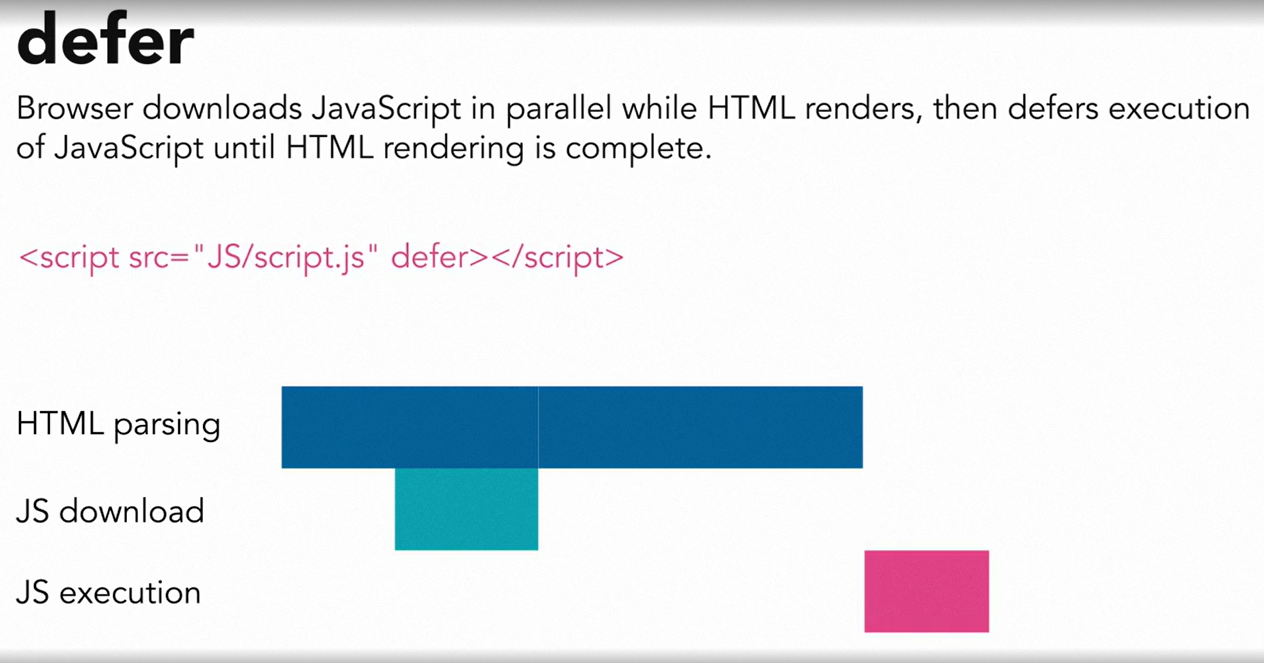 defer
Browser downloads JavaScript in parallel while HTML renders, then defers execution
of JavaScript until HTML rendering is complete.
<script src="JS/script.js" defer></script>
HTML parsing
JS download
JS execution